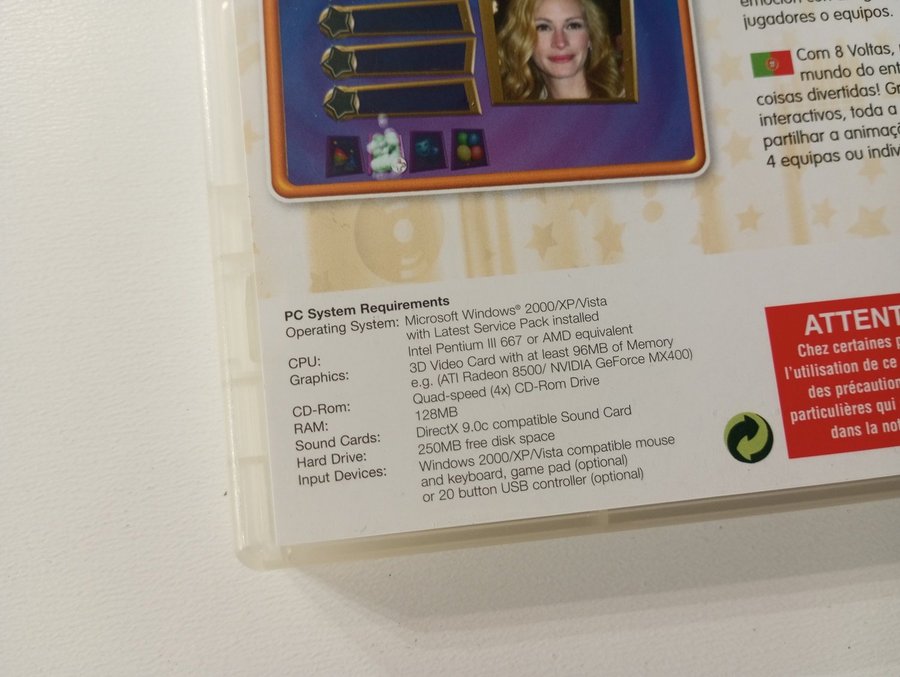 jugadores o equipos.
Com 8 Voltas,
mundo do
coisas divertidas!
interactivos, toda a
partilhar a
4 equipas ou
PC System Requirements
Operating System: Microsoft Windows® 2000/XP/Vista
with Latest Service Pack installed
CPU: Intel Pentium III 667 or AMD equivalent
Graphics: 3D Video Card with at least 96MB of Memory
e.g. (ATI Radeon 8500/ NVIDIA GeForce MX400)
CD-Rom: Quad-speed (4x) CD-Rom Drive
RAM: 128MB
Sound Cards: DirectX 9.0c compatible Sound Card
Hard Drive: 250MB free disk space
Input Devices: Windows 2000/XP/Vista compatible mouse
and keyboard, game pad (optional)
or 20 button USB controller (optional)
ATTENT
Chez certaines
l'utilisation de ce
des précaution
particulières qui
dans la not